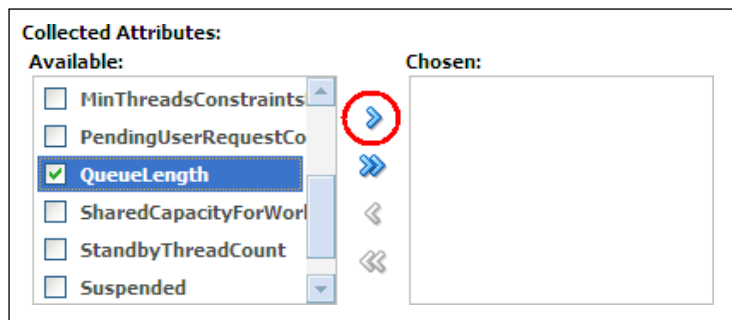 Collected Attributes:
Available:
Chosen:
MinThreadsConstraints
PendingUserRequestCo
QueueLength
SharedCapacityForWorl
StandbyThreadCount
Suspended